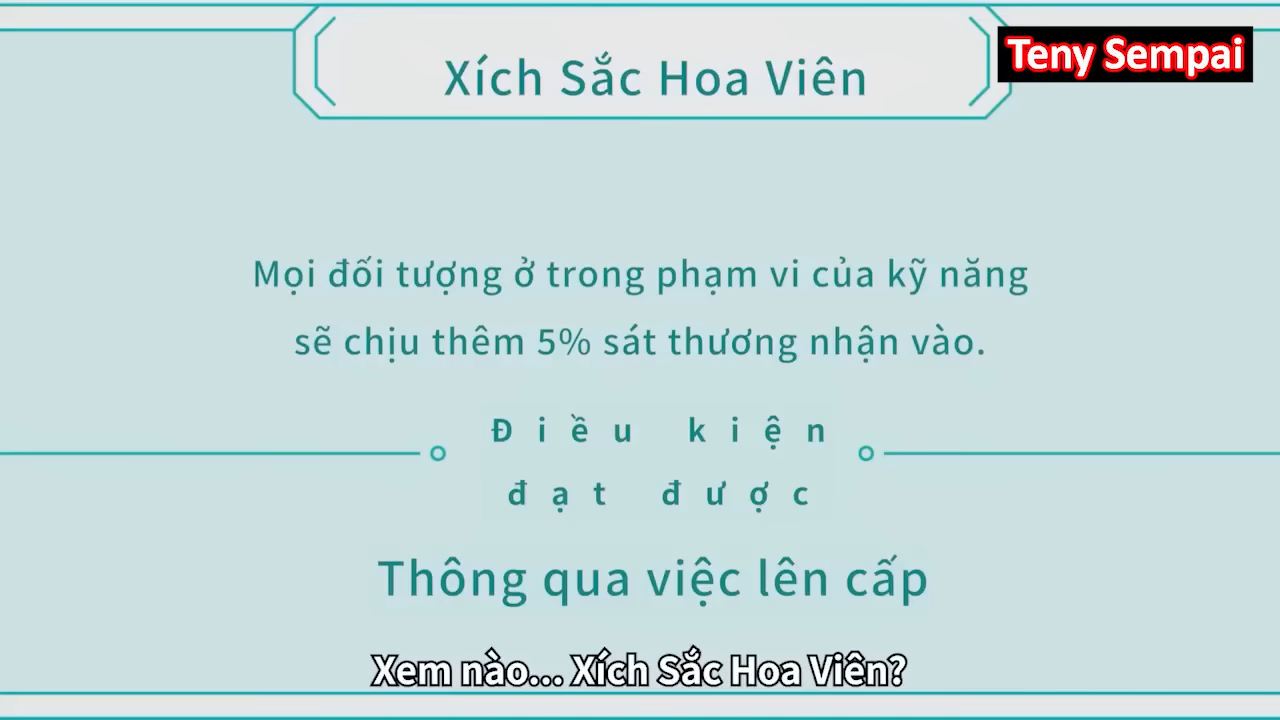 Xích Sắc Hoa Viên
Teny Sempai
Mọi đối tượng ở trong phạm vi của kỹ năng
sẽ chịu thêm 5% sát thương nhận vào.
Điều kiện
đạt được
Thông qua việc lên cấp
Xem nào... Xích Sắc Hoa Viên?